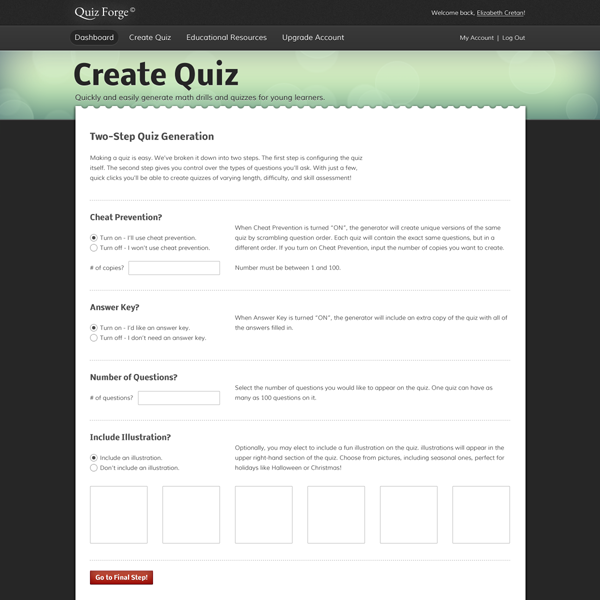 Quiz Forge©
Welcome back, Elizabeth Cretan!
Dashboard Create Quiz Educational Resources Upgrade Account
My Account | Log Out
Create Quiz
Quickly and easily generate math drills and quizzes for young learners.
Two-Step Quiz Generation
Making a quiz is easy. We've broken it down into two steps. The first step is configuring the quiz
itself. The second step gives you control over the types of questions you'll ask. With just a few,
quick clicks you'll be able to create quizzes of varying length, difficulty, and skill assessment!
Cheat Prevention?
Turn on - I'll use cheat prevention.
Turn off - I won't use cheat prevention.
# of copies?
When Cheat Prevention is turned "ON", the generator will create unique versions of the same
quiz by scrambling question order. Each quiz will contain the exact same questions, but in a
different order. If you turn on Cheat Prevention, input the number of copies you want to create.
Number must be between 1 and 100.
Answer Key?
Turn on - I'd like an answer key.
Turn off - I don't need an answer key.
When Answer Key is turned "ON", the generator will include an extra copy of the quiz with all of
the answers filled in.
Number of Questions?
# of questions?
Select the number of questions you would like to appear on the quiz. One quiz can have as
many as 100 questions on it.
Include Illustration?
Include an illustration.
Don't include an illustration.
Optionally, you may elect to include a fun illustration on the quiz. illustrations will appear in the
upper right-hand section of the quiz. Choose from pictures, including seasonal ones, perfect for
holidays like Halloween or Christmas!
Go to Final Step!